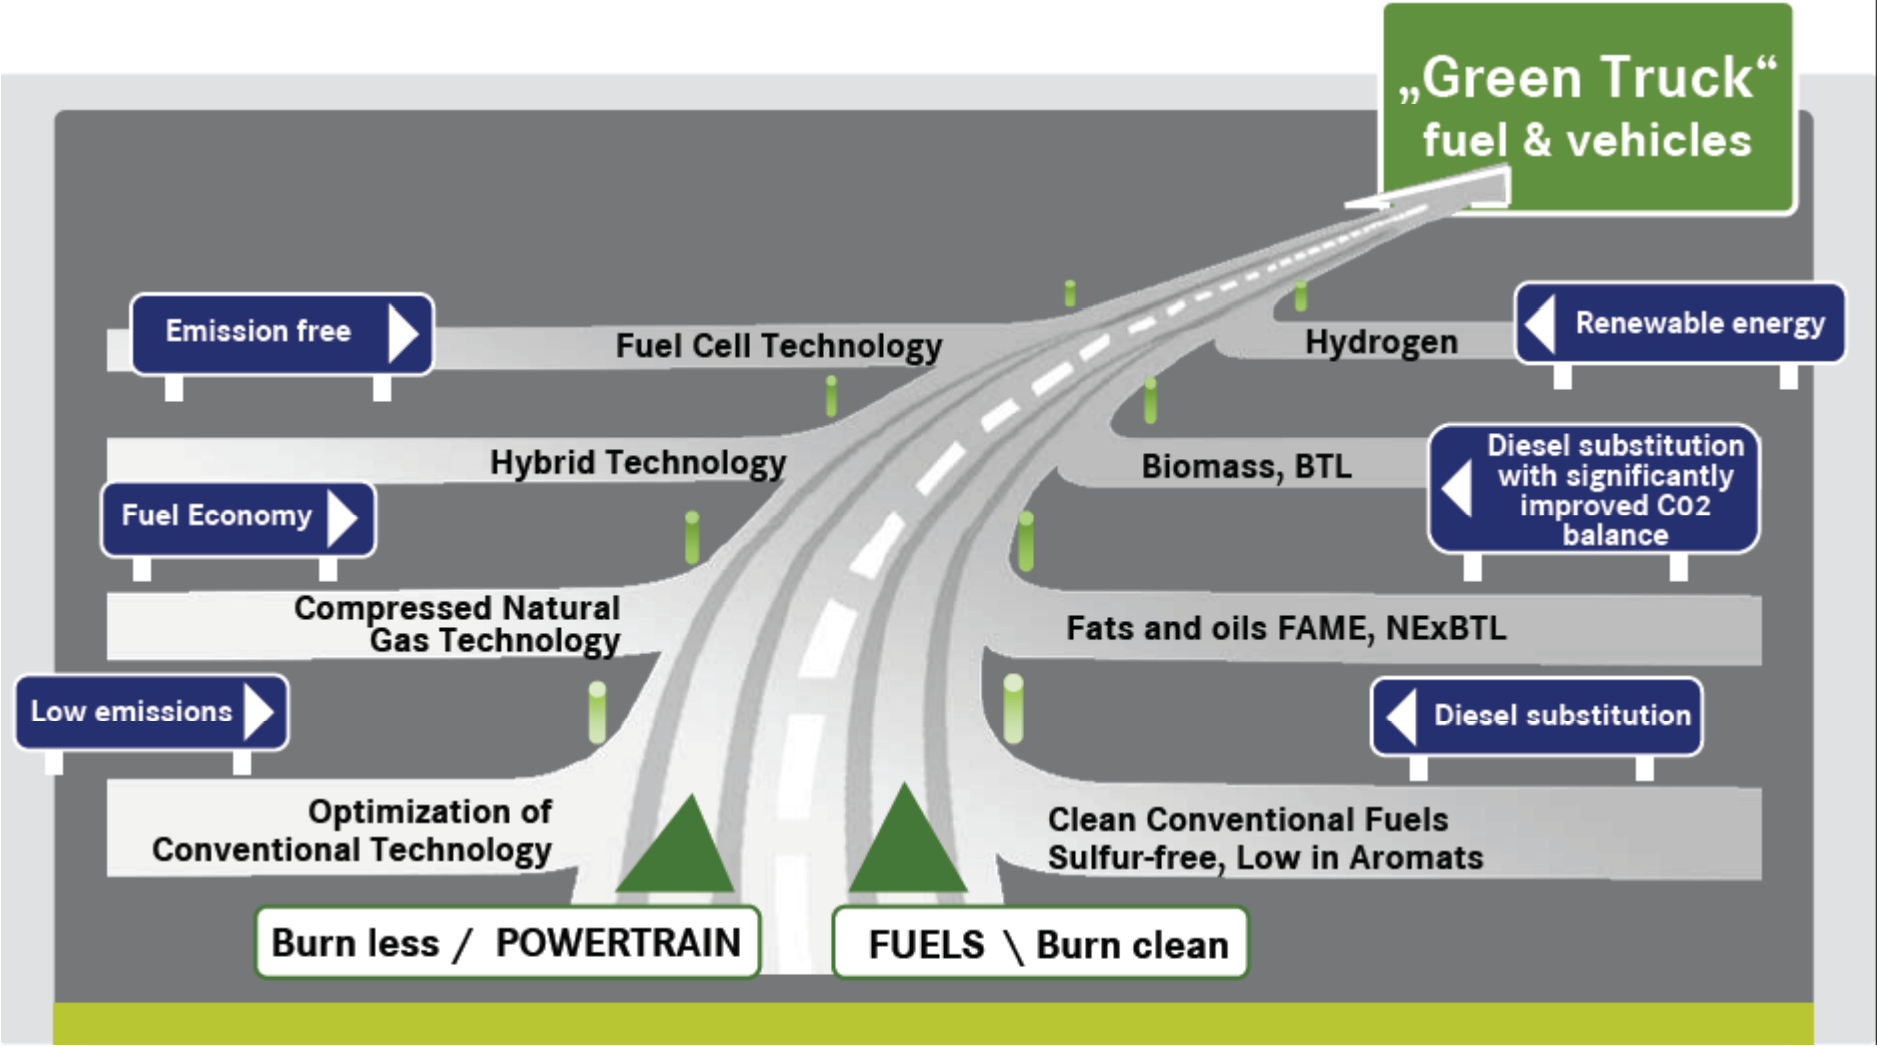 „Green Truck“
fuel & vehicles
Emission free
Fuel Cell Technology
Hydrogen
Renewable energy
Hybrid Technology
Biomass, BTL
Diesel substitution
with significantly
improved CO2
balance
Fuel Economy
Compressed Natural
Gas Technology
Fats and oils FAME, NExBTL
Low emissions
Diesel substitution
Optimization of
Conventional Technology
Clean Conventional Fuels
Sulfur-free, Low in Aromats
Burn less / POWERTRAIN
FUELS \ Burn clean